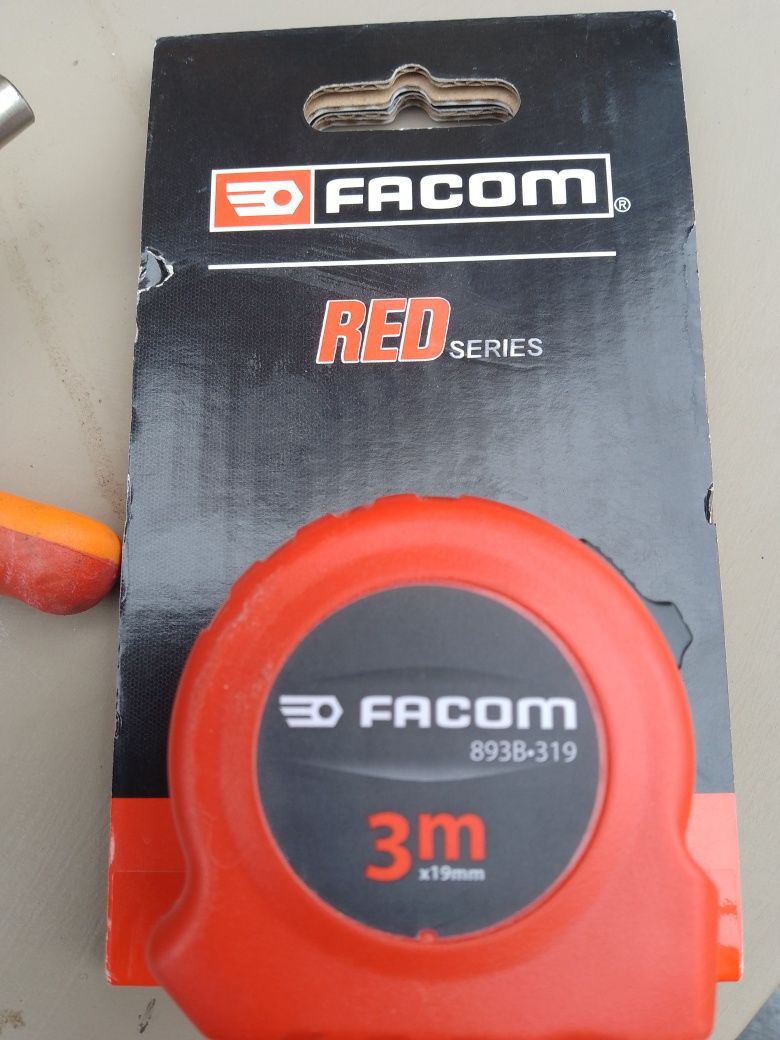 FACOM®
RED SERIES
FACOM
893B•319
3m
x19mm